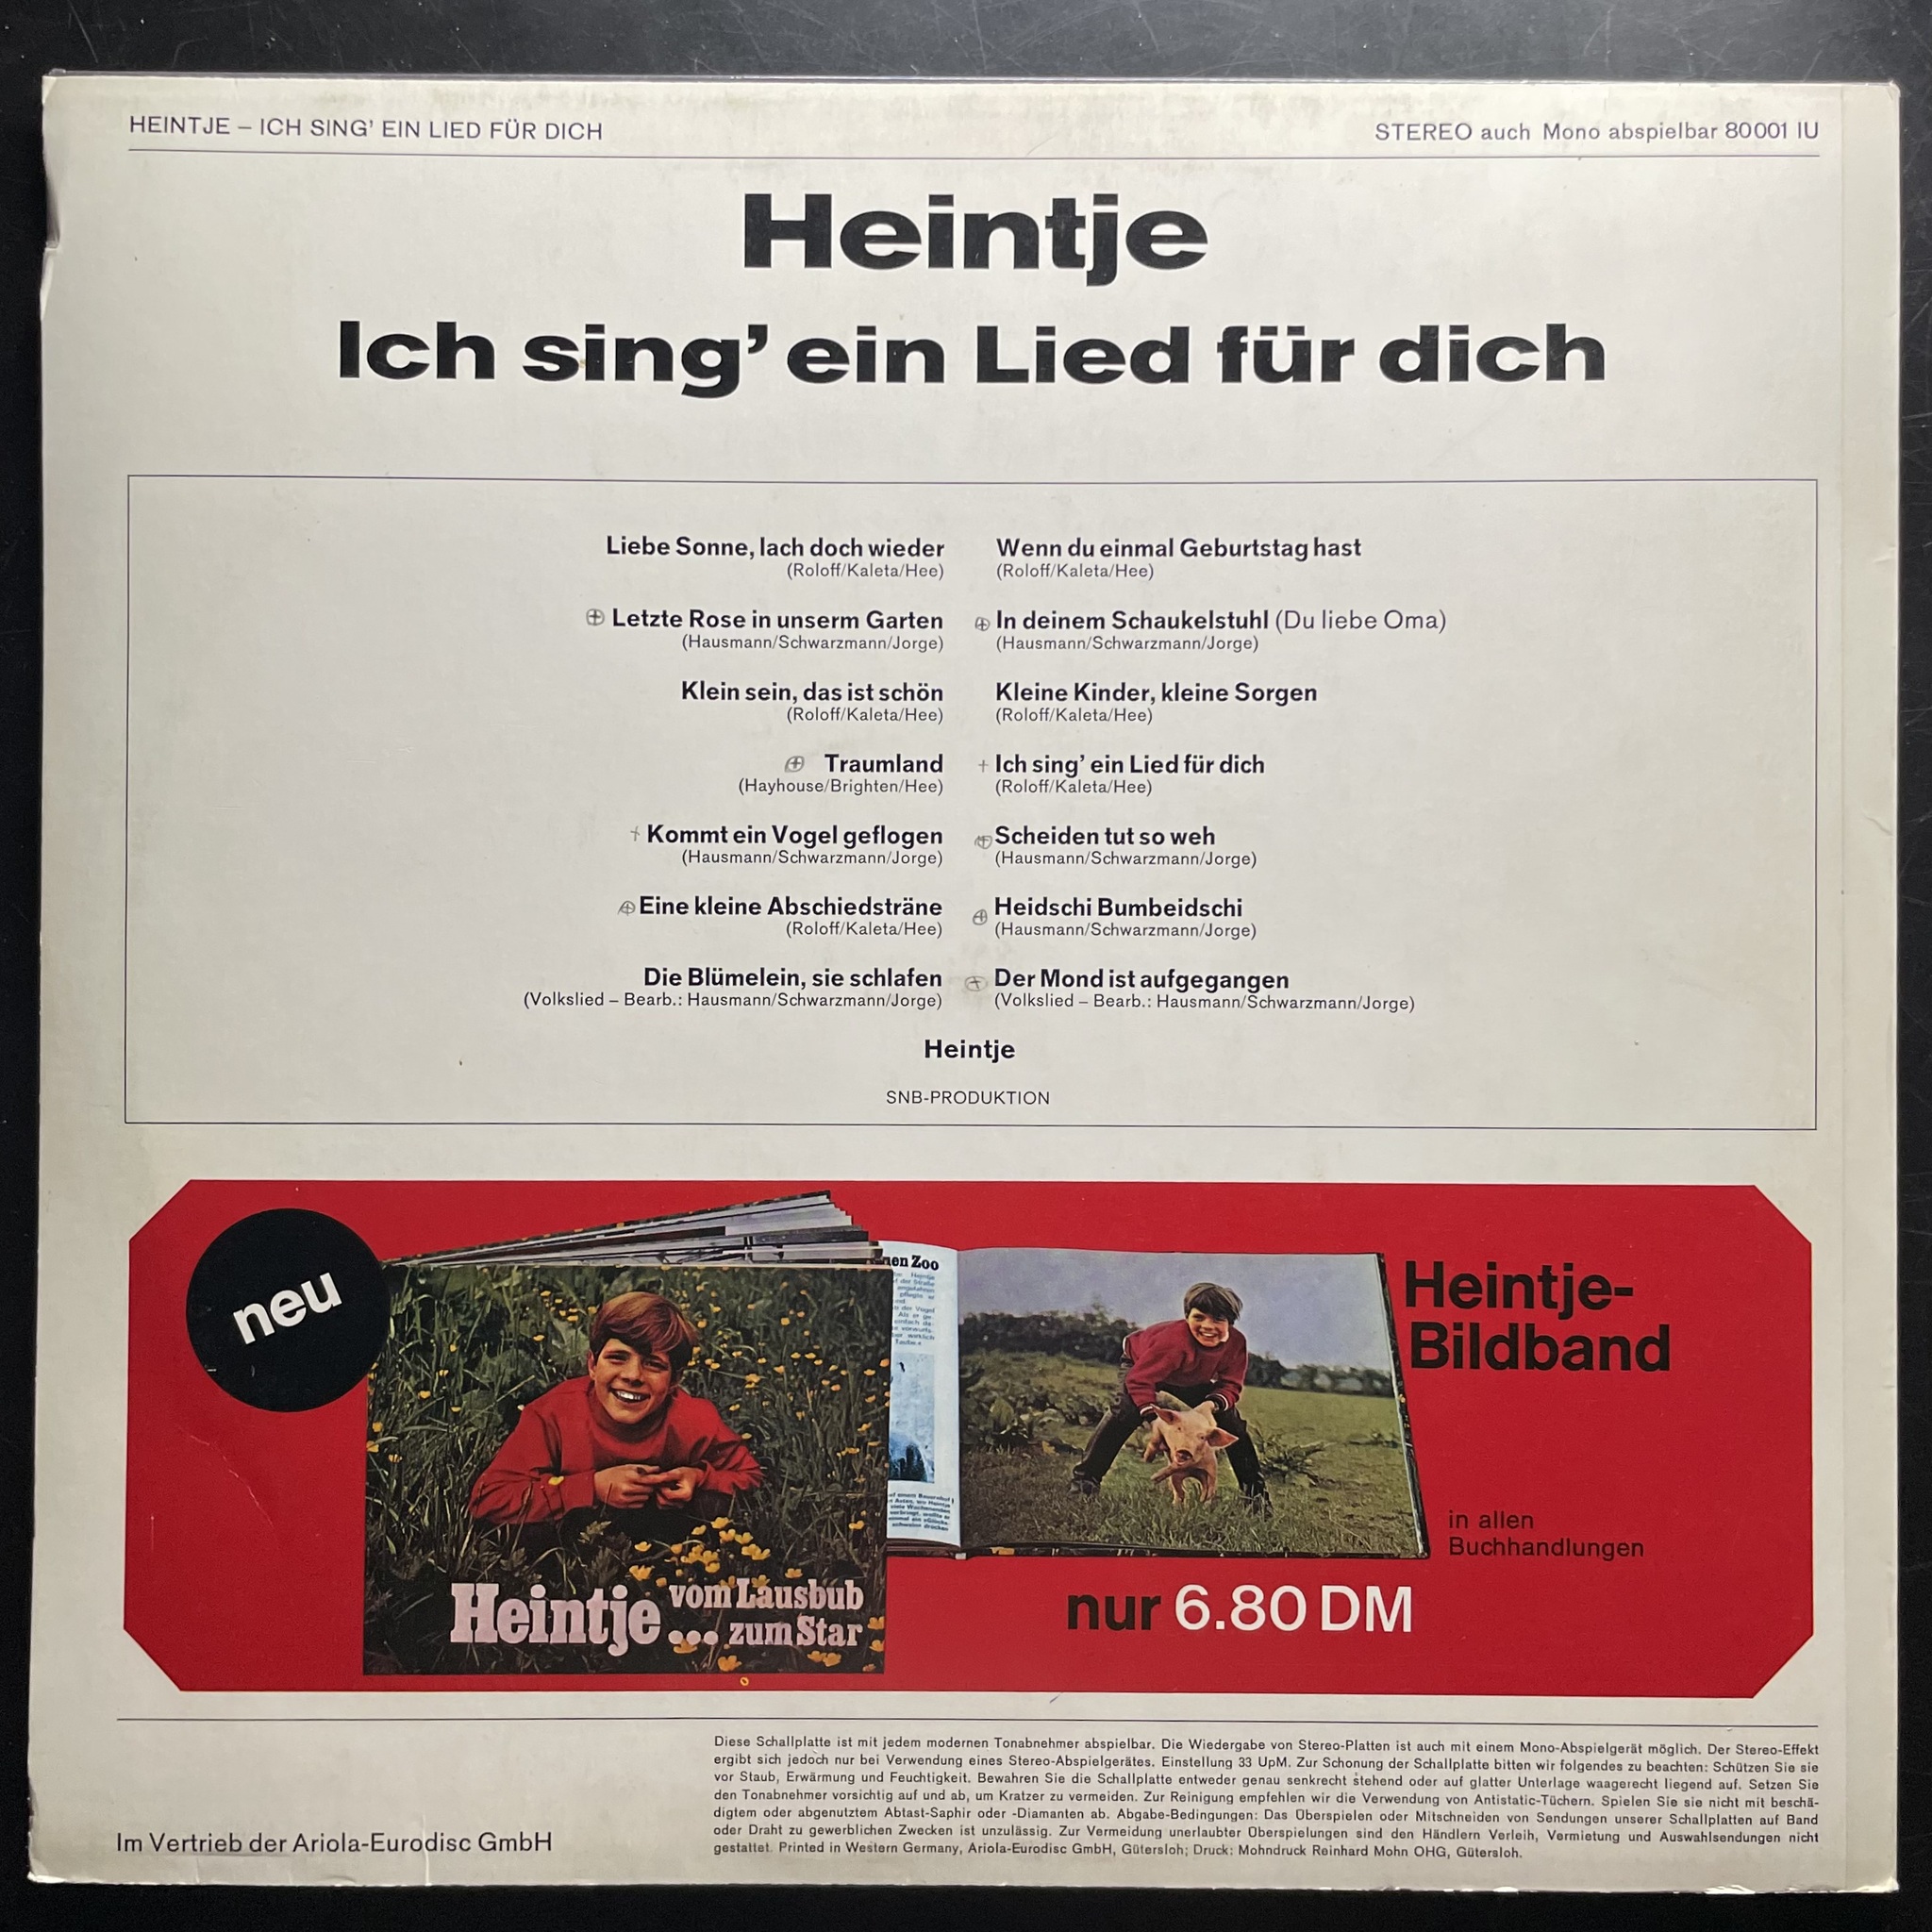 HEINTJE – ICH SING' EIN LIED FÜR DICH
STEREO auch Mono abspielbar 80001 IU
Heintje
Ich sing' ein Lied für dich
Liebe Sonne, lach doch wieder
(Roloff/Kaleta/Hee)
Letzte Rose in unserm Garten
(Hausmann/Schwarzmann/Jorge)
Klein sein, das ist schön
(Roloff/Kaleta/Hee)
Traumland
(Hayhouse/Brighten/Hee)
Kommt ein Vogel geflogen
(Hausmann/Schwarzmann/Jorge)
Eine kleine Abschiedsträne
(Roloff/Kaleta/Hee)
Die Blümelein, sie schlafen
(Volkslied – Bearb.: Hausmann/Schwarzmann/Jorge)
Wenn du einmal Geburtstag hast
(Roloff/Kaleta/Hee)
In deinem Schaukelstuhl (Du liebe Oma)
(Hausmann/Schwarzmann/Jorge)
Kleine Kinder, kleine Sorgen
(Roloff/Kaleta/Hee)
Ich sing' ein Lied für dich
(Roloff/Kaleta/Hee)
Scheiden tut so weh
(Hausmann/Schwarzmann/Jorge)
Heidschi Bumbeidschi
(Hausmann/Schwarzmann/Jorge)
Der Mond ist aufgegangen
(Volkslied – Bearb.: Hausmann/Schwarzmann/Jorge)
Heintje
SNB-PRODUKTION
neu
Zoo
Heintje... vom Lausbub
zum Star
Heintje-
Bildband
in allen
Buchhandlungen
nur 6.80 DM
Im Vertrieb der Ariola-Eurodisc GmbH
Diese Schallplatte ist mit jedem modernen Tonabnehmer abspielbar. Die Wiedergabe von Stereo-Platten ist auch mit einem Mono-Abspielgerät möglich. Der Stereo-Effekt
ergibt sich jedoch nur bei Verwendung eines Stereo-Abspielgerätes. Einstellung 33 UpM. Zur Schonung der Schallplatte bitten wir folgendes zu beachten: Schützen Sie sie
vor Staub, Erwärmung und Feuchtigkeit. Bewahren Sie die Schallplatte entweder genau senkrecht stehend oder auf glatter Unterlage waagerecht liegend auf. Setzen Sie
den Tonabnehmer vorsichtig auf und ab, um Kratzer zu vermeiden. Zur Reinigung empfehlen wir die Verwendung von Antistatic-Tüchern. Spielen Sie sie nicht mit beschä-
digtem oder abgenutztem Abtast-Saphir oder -Diamanten ab. Abgabe-Bedingungen: Das Überspielen oder Mitschneiden von Sendungen unserer Schallplatten auf Band
oder Draht zu gewerblichen Zwecken ist unzulässig. Zur Vermeidung unerlaubter Überspielungen sind den Händlern Verleih, Vermietung und Auswahlsendungen nicht
gestattet. Printed in Western Germany, Ariola-Eurodisc GmbH, Gütersloh; Druck: Mohndruck Reinhard Mohn OHG, Gütersloh.